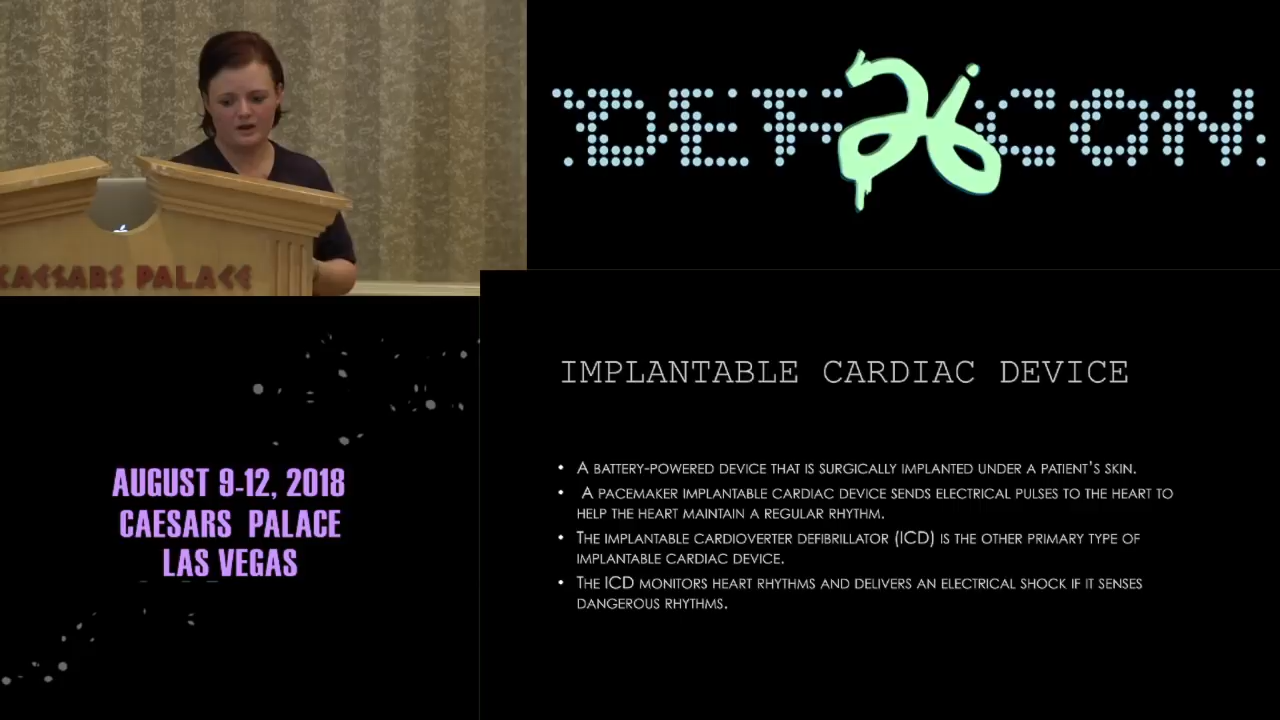 DEF CON 26
CAESARS PALACE
AUGUST 9-12, 2018
CAESARS PALACE
LAS VEGAS
IMPLANTABLE CARDIAC DEVICE
• A BATTERY-POWERED DEVICE THAT IS SURGICALLY IMPLANTED UNDER A PATIENT'S SKIN.
• A PACEMAKER IMPLANTABLE CARDIAC DEVICE SENDS ELECTRICAL PULSES TO THE HEART TO
HELP THE HEART MAINTAIN A REGULAR RHYTHM.
• THE IMPLANTABLE CARDIOVERTER DEFIBRILLATOR (ICD) IS THE OTHER PRIMARY TYPE OF
IMPLANTABLE CARDIAC DEVICE.
• THE ICD MONITORS HEART RHYTHMS AND DELIVERS AN ELECTRICAL SHOCK IF IT SENSES
DANGEROUS RHYTHMS.